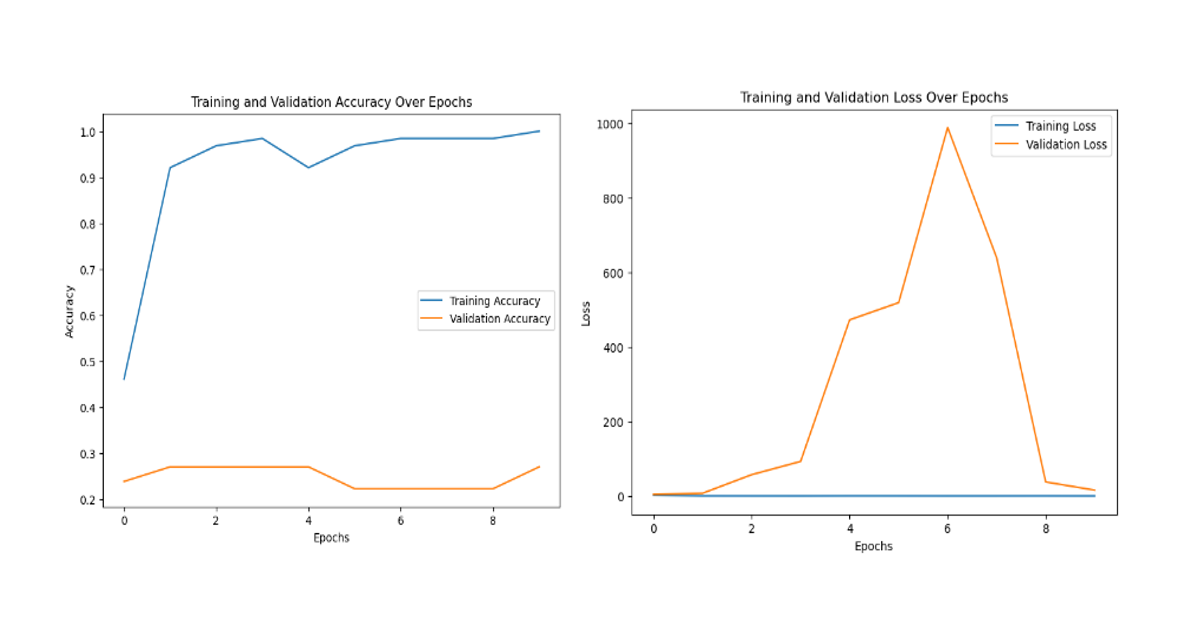 Training and Validation Accuracy Over Epochs
1.0
0.9
0.8
0.7
0.6
0.5
0.4
0.3
0.2
Accuracy
Training Accuracy
Validation Accuracy
0 2 4 6 8
Epochs
Training and Validation Loss Over Epochs
1000
800
600
400
200
0
Loss
Training Loss
Validation Loss
0 2 4 6 8
Epochs